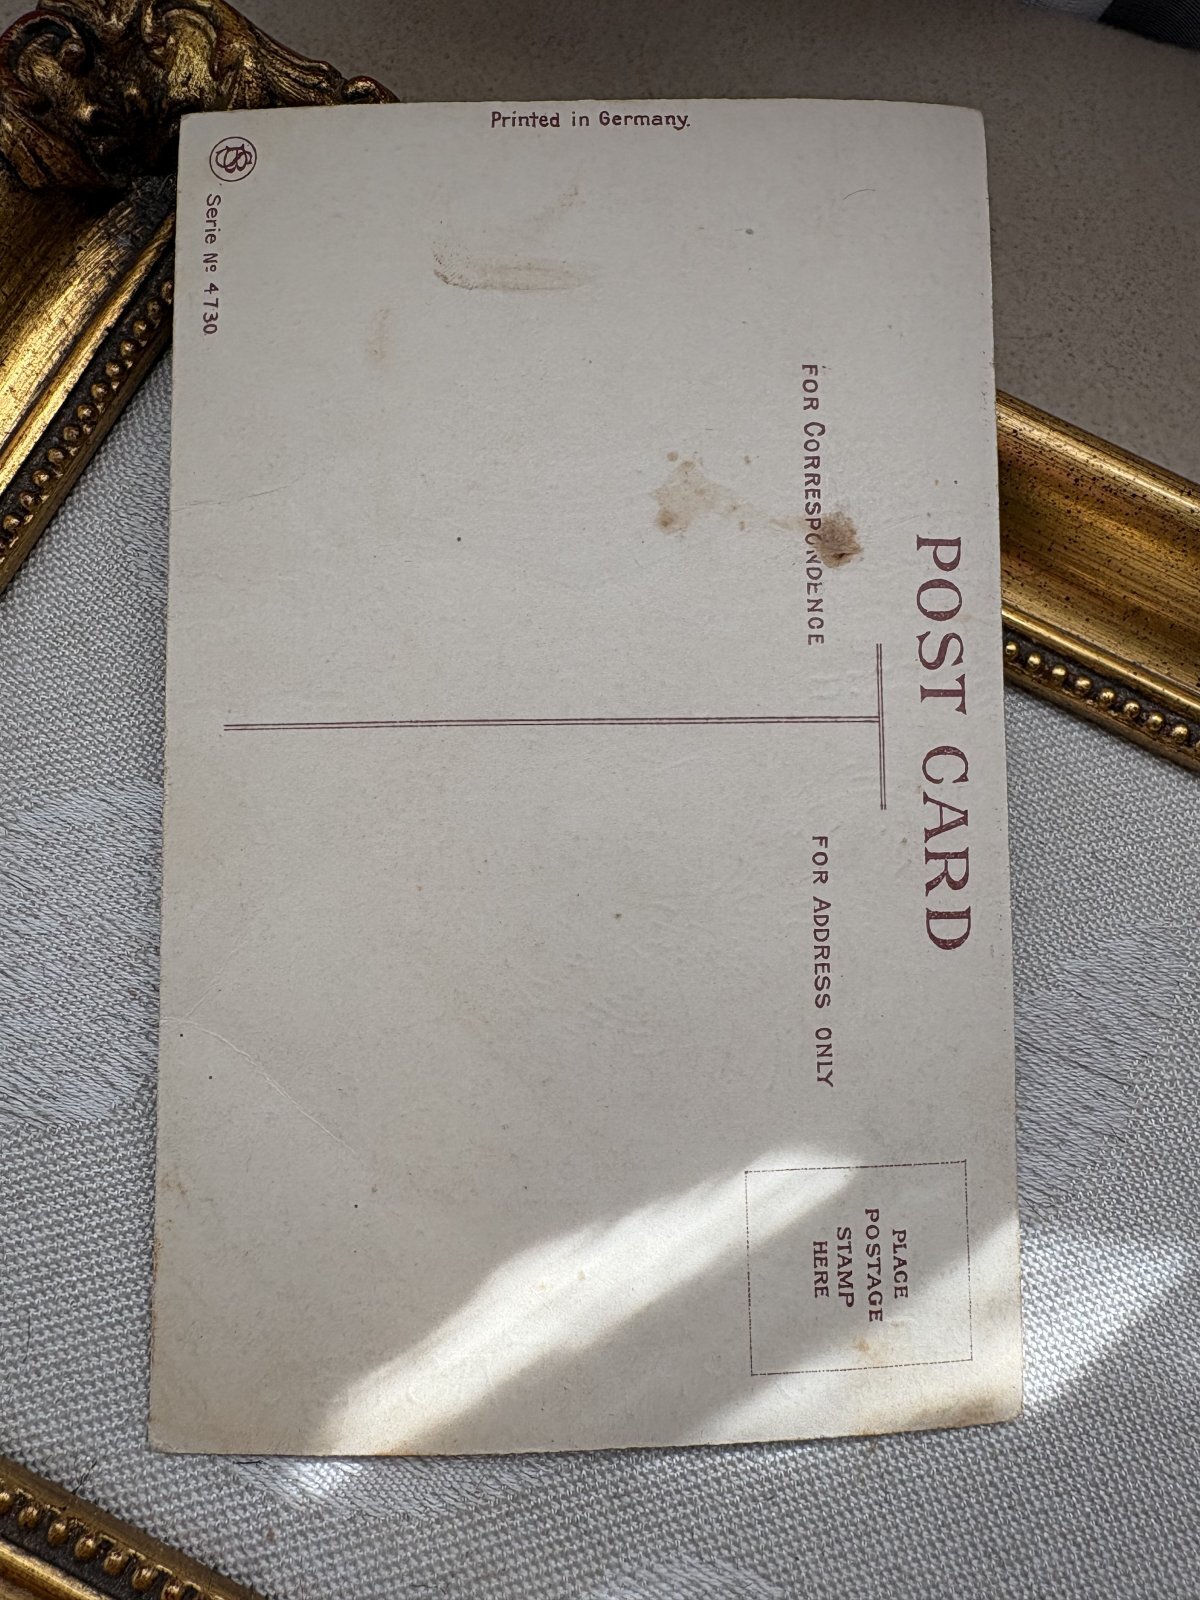 Printed in Germany.
Serie № 4730
POST CARD
FOR CORRESPONDENCE
FOR ADDRESS ONLY
PLACE
POSTAGE
STAMP
HERE